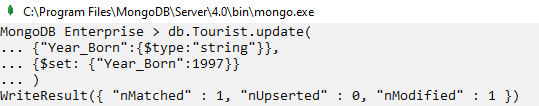 C:\Program Files\MongoDB\Server\4.0\bin\mongo.exe
MongoDB Enterprise > db.Tourist.update(
... {"Year_Born":{$type:"string"}},
... {$set: {"Year_Born":1997}}
... )
WriteResult({ "nMatched" : 1, "nUpserted" : 0, "nModified" : 1 })